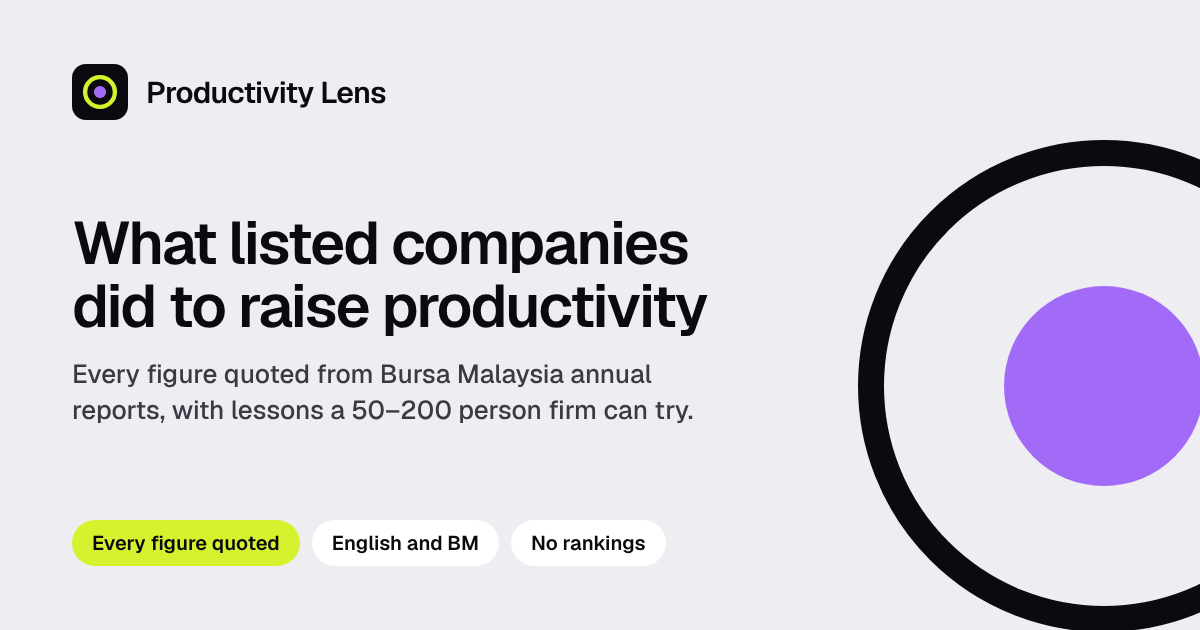 Productivity Lens
What listed companies
did to raise productivity
Every figure quoted from Bursa Malaysia annual
reports, with lessons a 50–200 person firm can try.
Every figure quoted
English and BM
No rankings